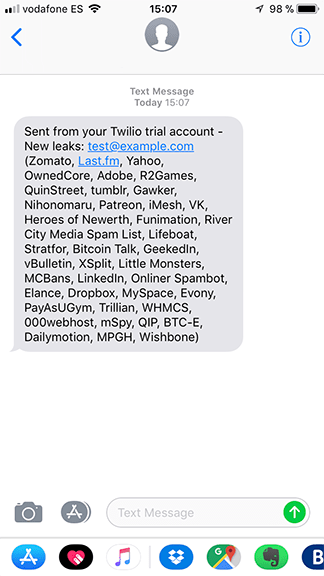 vodafone ES
15:07
98 %
Text Message
Today 15:07
Sent from your Twilio trial account -
New leaks: test@example.com
(Zomato, Last.fm, Yahoo,
OwnedCore, Adobe, R2Games,
QuinStreet, tumblr, Gawker,
Nihonomaru, Patreon, iMesh, VK,
Heroes of Newerth, Funimation, River
City Media Spam List, Lifeboat,
Stratfor, Bitcoin Talk, GeekedIn,
vBulletin, XSplit, Little Monsters,
MCBans, LinkedIn, Onliner Spambot,
Elance, Dropbox, MySpace, Evony,
PayAsUGym, Trillian, WHMCS,
000webhost, mSpy, QIP, BTC-E,
Dailymotion, MPGH, Wishbone)
Text Message
B